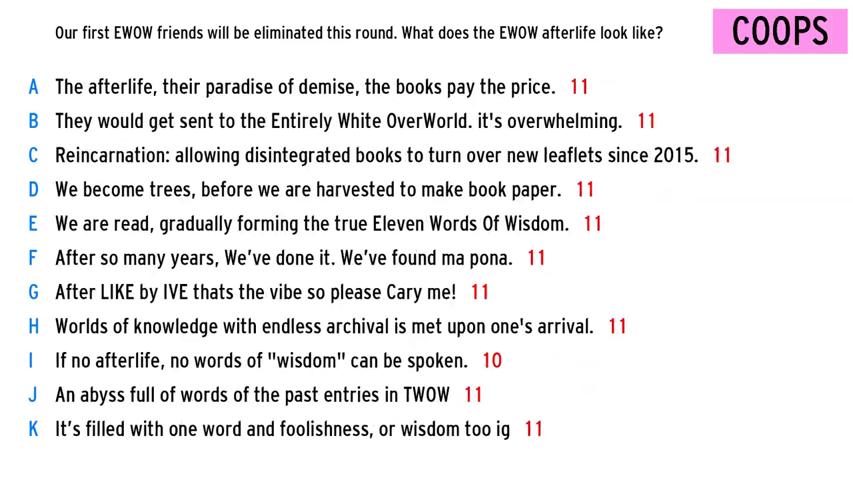 Our first EWOW friends will be eliminated this round. What does the EWOW afterlife look like?
COOPS
A The afterlife, their paradise of demise, the books pay the price. 11
B They would get sent to the Entirely White OverWorld. it's overwhelming. 11
C Reincarnation: allowing disintegrated books to turn over new leaflets since 2015. 11
D We become trees, before we are harvested to make book paper. 11
E We are read, gradually forming the true Eleven Words Of Wisdom. 11
F After so many years, We’ve done it. We’ve found ma pona. 11
G After LIKE by IVE thats the vibe so please Cary me! 11
H Worlds of knowledge with endless archival is met upon one's arrival. 11
I If no afterlife, no words of "wisdom" can be spoken. 10
J An abyss full of words of the past entries in TWOW 11
K It’s filled with one word and foolishness, or wisdom too ig 11